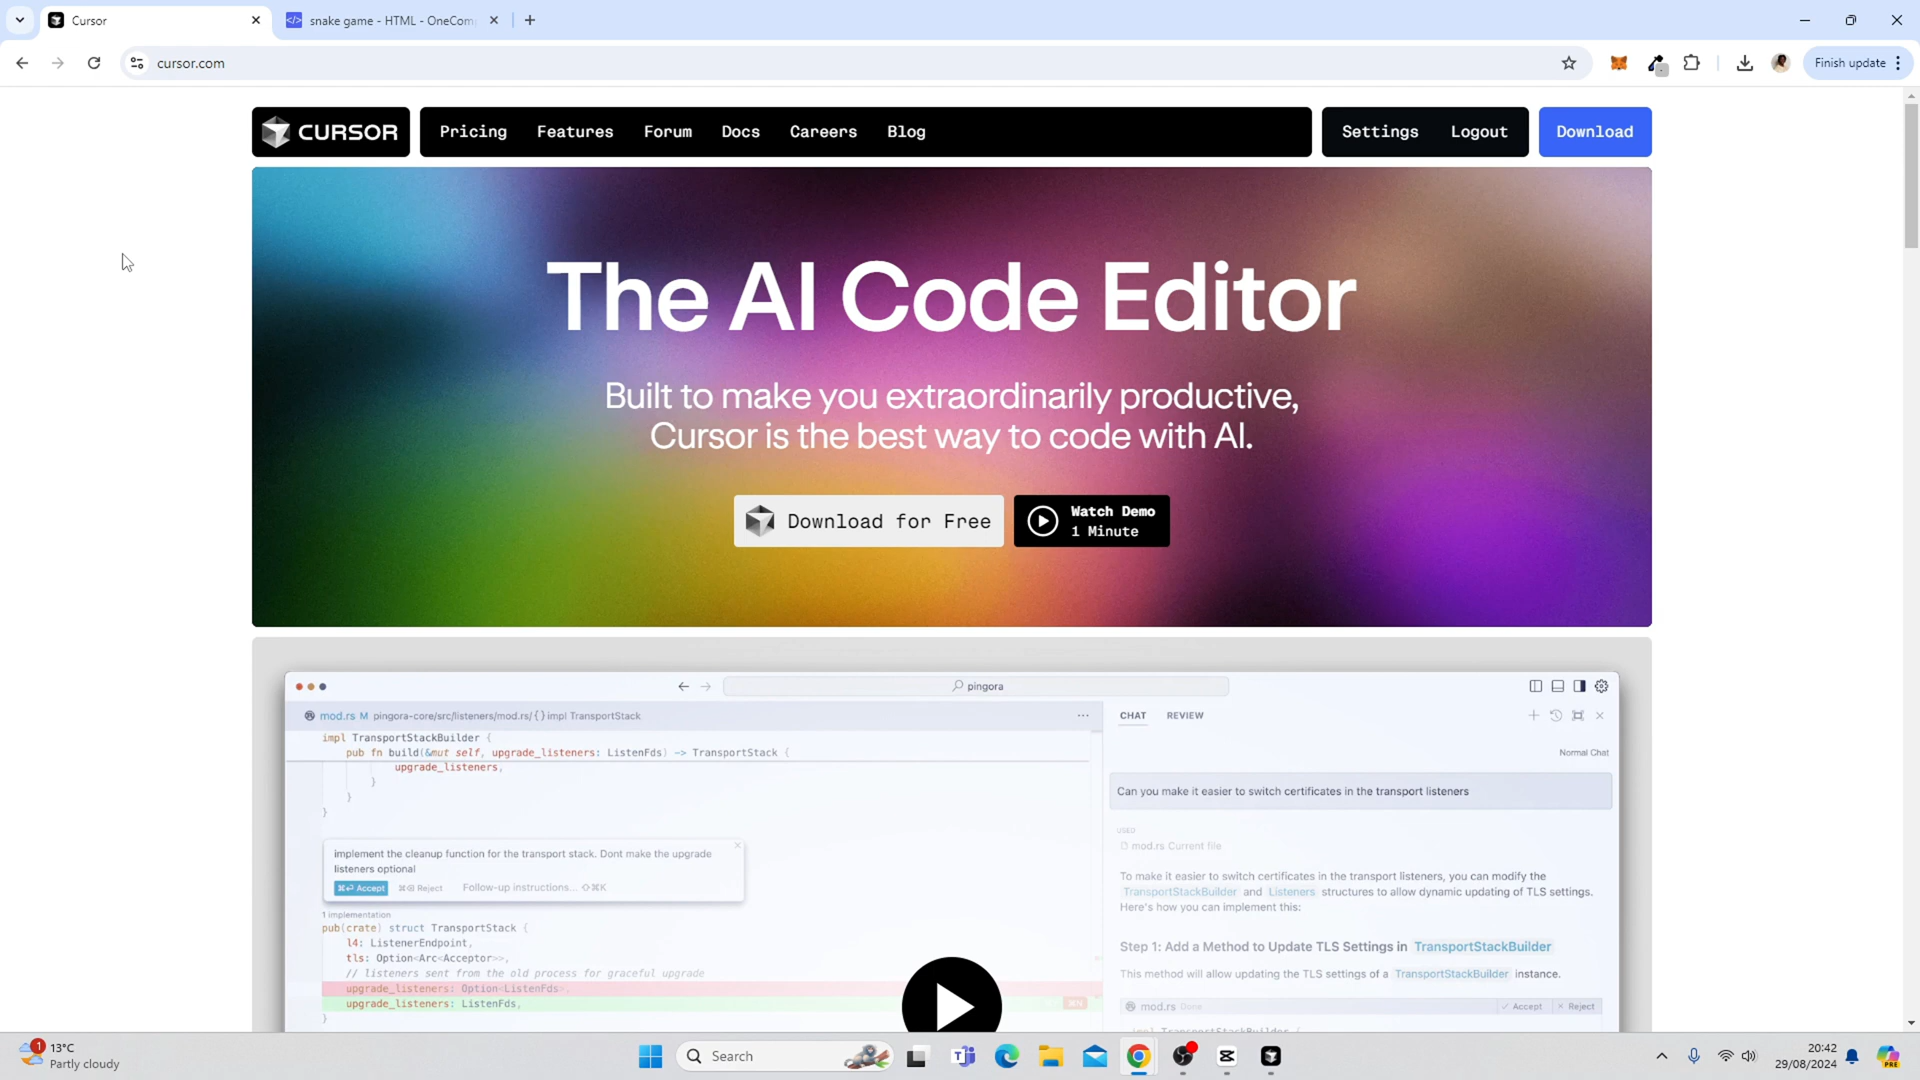 Cursor
snake game - HTML - OneCom
cursor.com
Finish update
CURSOR
Pricing
Features
Forum
Docs
Careers
Blog
Settings
Logout
Download
The AI Code Editor
Built to make you extraordinarily productive,
Cursor is the best way to code with AI.
Download for Free
Watch Demo
1 Minute
pingora
mod.rs M pingora-core/src/listeners/mod.rs/{} impl TransportStack
impl TransportStackBuilder {
pub fn build(&mut self, upgrade_listeners: ListenFds) -> TransportStack {
upgrade_listeners,
}
}
}
implement the cleanup function for the transport stack. Dont make the upgrade
listeners optional
⌘↩ Accept ⌘⌫ Reject Follow-up instructions... ⇧⌘K
1 implementation
pub(crate) struct TransportStack {
l4: ListenerEndpoint,
tls: Option<Arc<Acceptor>>,
// listeners sent from the old process for graceful upgrade
upgrade_listeners: Option<ListenFds>,
upgrade_listeners: ListenFds,
⌘N
}
CHAT REVIEW
Normal Chat
Can you make it easier to switch certificates in the transport listeners
USED
mod.rs Current file
To make it easier to switch certificates in the transport listeners, you can modify the
TransportStackBuilder and Listeners structures to allow dynamic updating of TLS settings.
Here's how you can implement this:
Step 1: Add a Method to Update TLS Settings in TransportStackBuilder
This method will allow updating the TLS settings of a TransportStackBuilder instance.
mod.rs Done
✓ Accept × Reject
impl TransportStackBuilder {
1
13°C
Partly cloudy
Search
20:42
29/08/2024
PRE